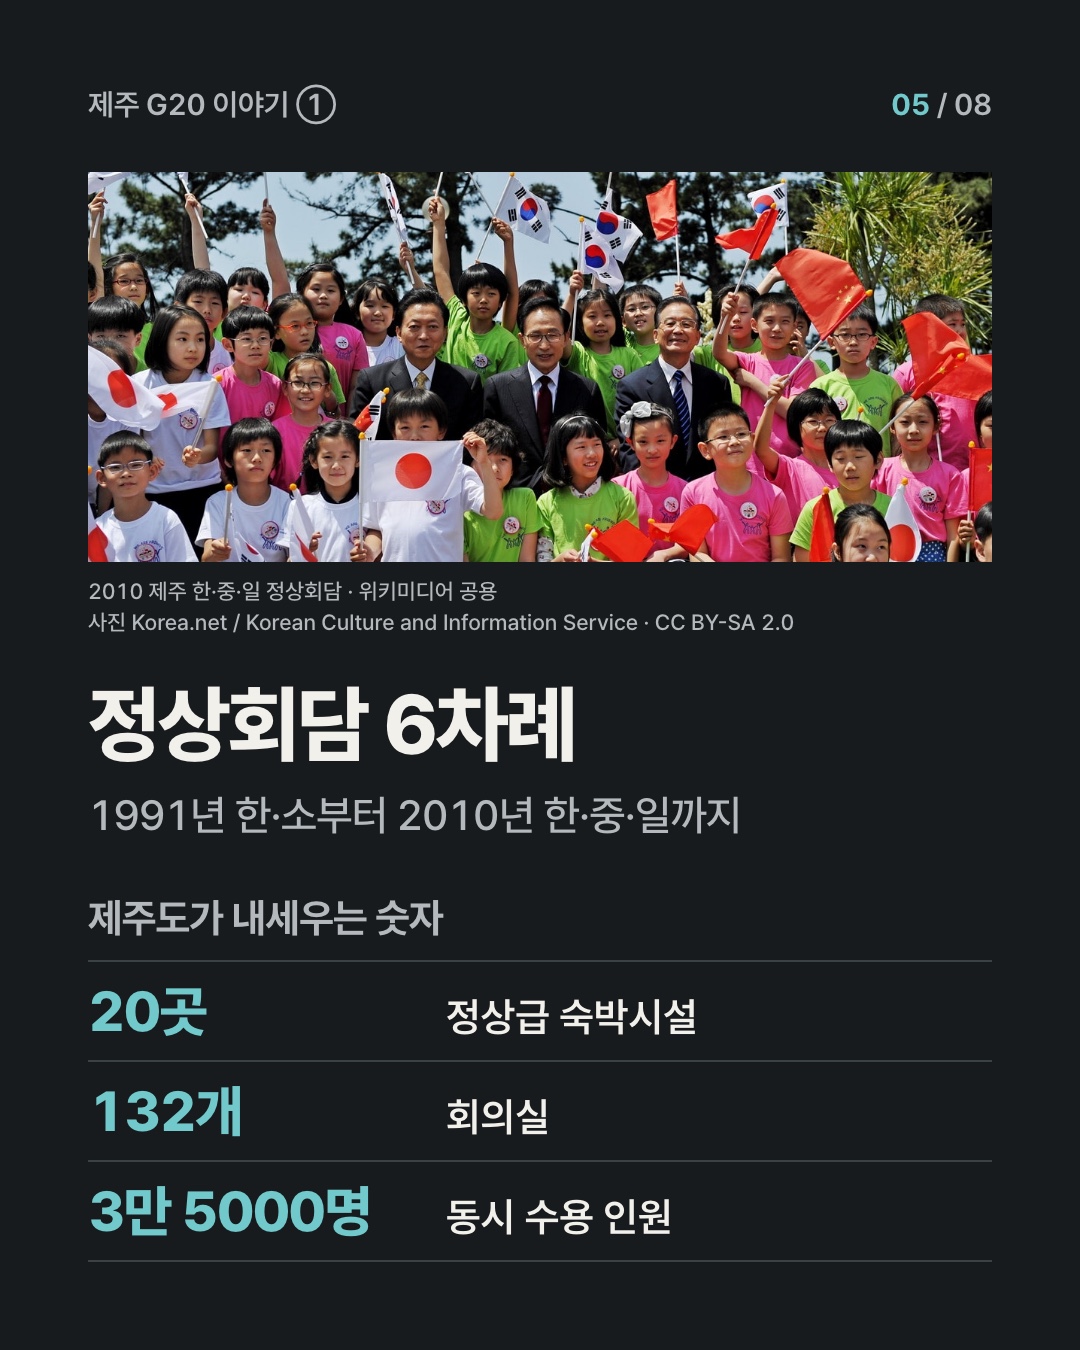 제주 G20 이야기 ①
05 / 08
2010 제주 한·중·일 정상회담 · 위키미디어 공용
사진 Korea.net / Korean Culture and Information Service · CC BY-SA 2.0
정상회담 6차례
1991년 한·소부터 2010년 한·중·일까지
제주도가 내세우는 숫자
20곳 정상급 숙박시설
132개 회의실
3만 5000명 동시 수용 인원